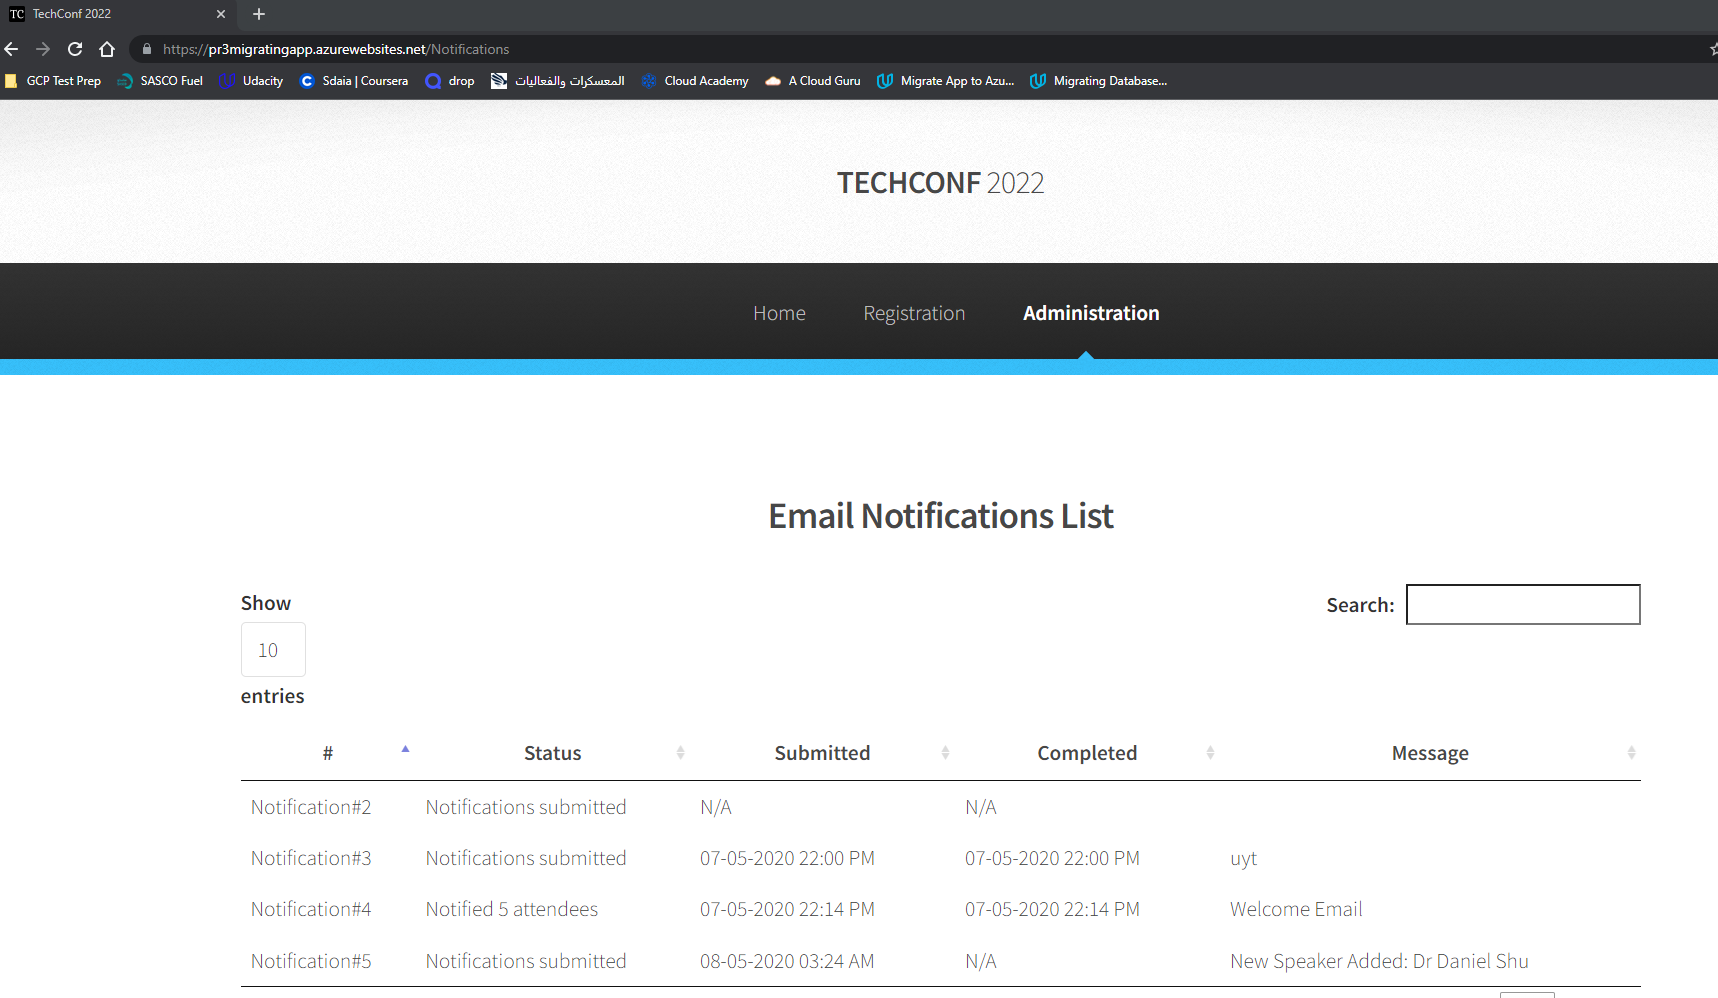 TC TechConf 2022
https://pr3migratingapp.azurewebsites.net/Notifications
GCP Test Prep SASCO Fuel Udacity C Sdaia | Coursera drop المعسكرات والفعاليات Cloud Academy A Cloud Guru Migrate App to Azu... Migrating Database...
TECHCONF 2022
Home Registration Administration
Email Notifications List
Show
10
entries
Search:
# Status Submitted Completed Message
Notification#2 Notifications submitted N/A N/A
Notification#3 Notifications submitted 07-05-2020 22:00 PM 07-05-2020 22:00 PM uyt
Notification#4 Notified 5 attendees 07-05-2020 22:14 PM 07-05-2020 22:14 PM Welcome Email
Notification#5 Notifications submitted 08-05-2020 03:24 AM N/A New Speaker Added: Dr Daniel Shu